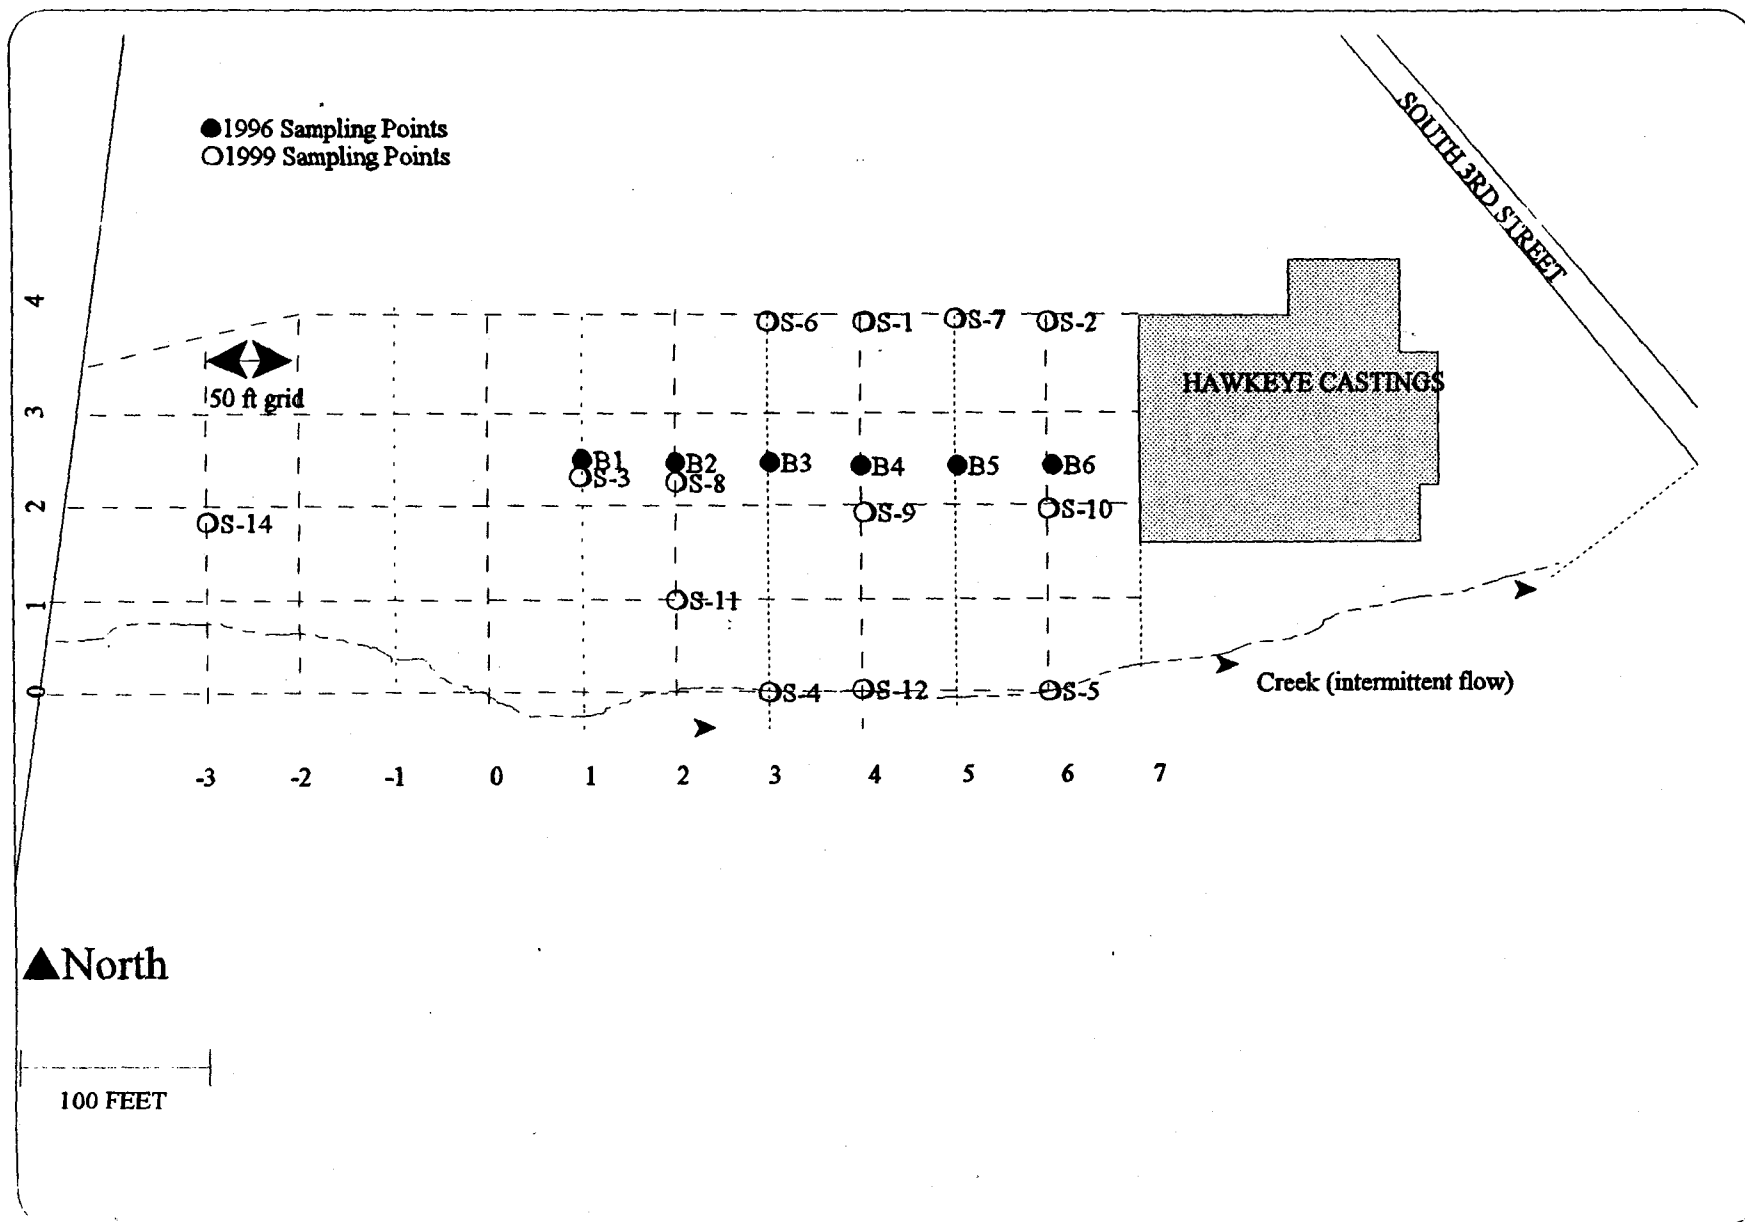 1996 Sampling Points
1999 Sampling Points
SOUTH 3RD STREET
4
S-6
S-1
S-7
S-2
HAWKEYE CASTINGS
50 ft grid
3
B1
B2
B3
B4
B5
B6
S-3
S-8
2
S-14
S-9
S-10
1
S-11
0
S-4
S-12
S-5
Creek (intermittent flow)
-3 -2 -1 0 1 2 3 4 5 6 7
North
100 FEET